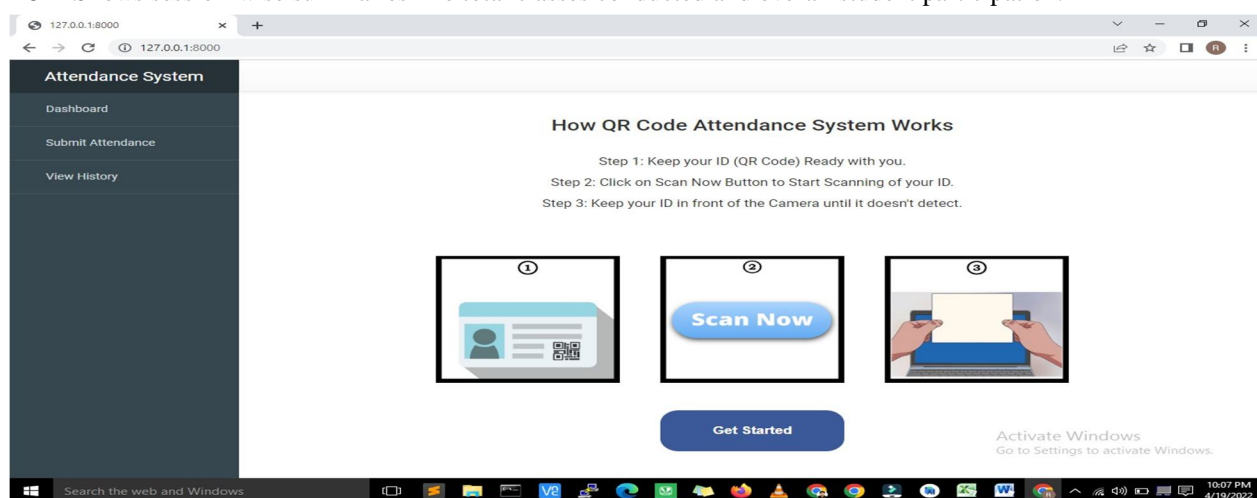 127.0.0.1:8000
127.0.0.1:8000
R
Attendance System
Dashboard
Submit Attendance
View History
How QR Code Attendance System Works
Step 1: Keep your ID (QR Code) Ready with you.
Step 2: Click on Scan Now Button to Start Scanning of your ID.
Step 3: Keep your ID in front of the Camera until it doesn't detect.
1 2 3
Scan Now
Get Started
Activate Windows
Go to Settings to activate Windows.
Search the web and Windows
10:07 PM
4/19/2022